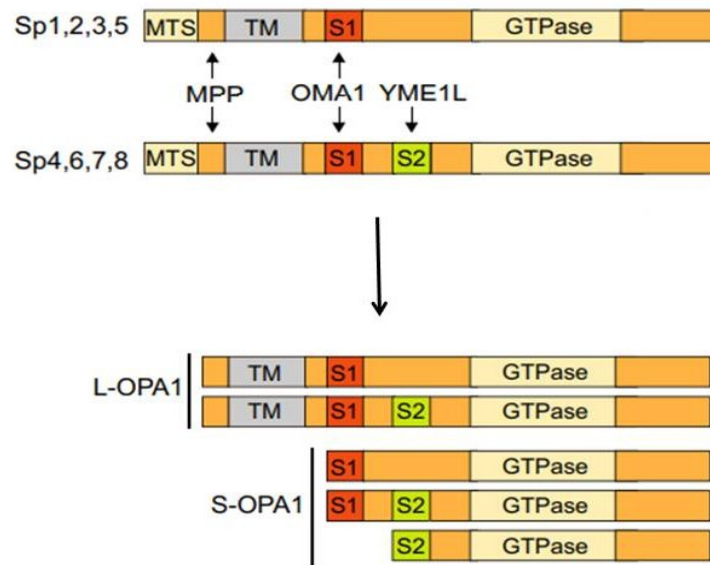 Sp1,2,3,5 MTS TM S1 GTPase
MPP OMA1 YME1L
Sp4,6,7,8 MTS TM S1 S2 GTPase
TM S1 GTPase
L-OPA1
TM S1 S2 GTPase
S1 GTPase
S-OPA1 S1 S2 GTPase
S2 GTPase